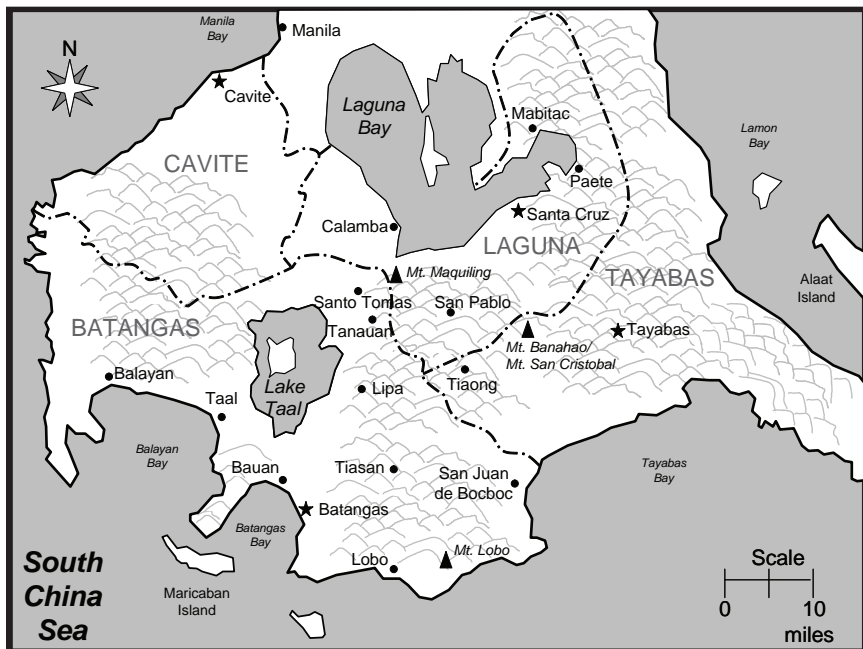 Manila
Bay
Manila
N
Cavite
Laguna
Bay
Mabitac
Lamon
Bay
CAVITE
Paete
Santa Cruz
Calamba
LAGUNA
Mt. Maquiling
TAYABAS
Alaat
Island
Santo Tomas
San Pablo
BATANGAS
Tanauan
Tayabas
Mt. Banahao/
Mt. San Cristobal
Balayan
Tiaong
Lake
Taal
Lipa
Taal
Balayan
Bay
Bauan
Tiasan
San Juan
de Bocboc
Tayabas
Bay
Batangas
Batangas
Bay
South
China
Sea
Lobo
Mt. Lobo
Scale
Maricaban
Island
0 10
miles